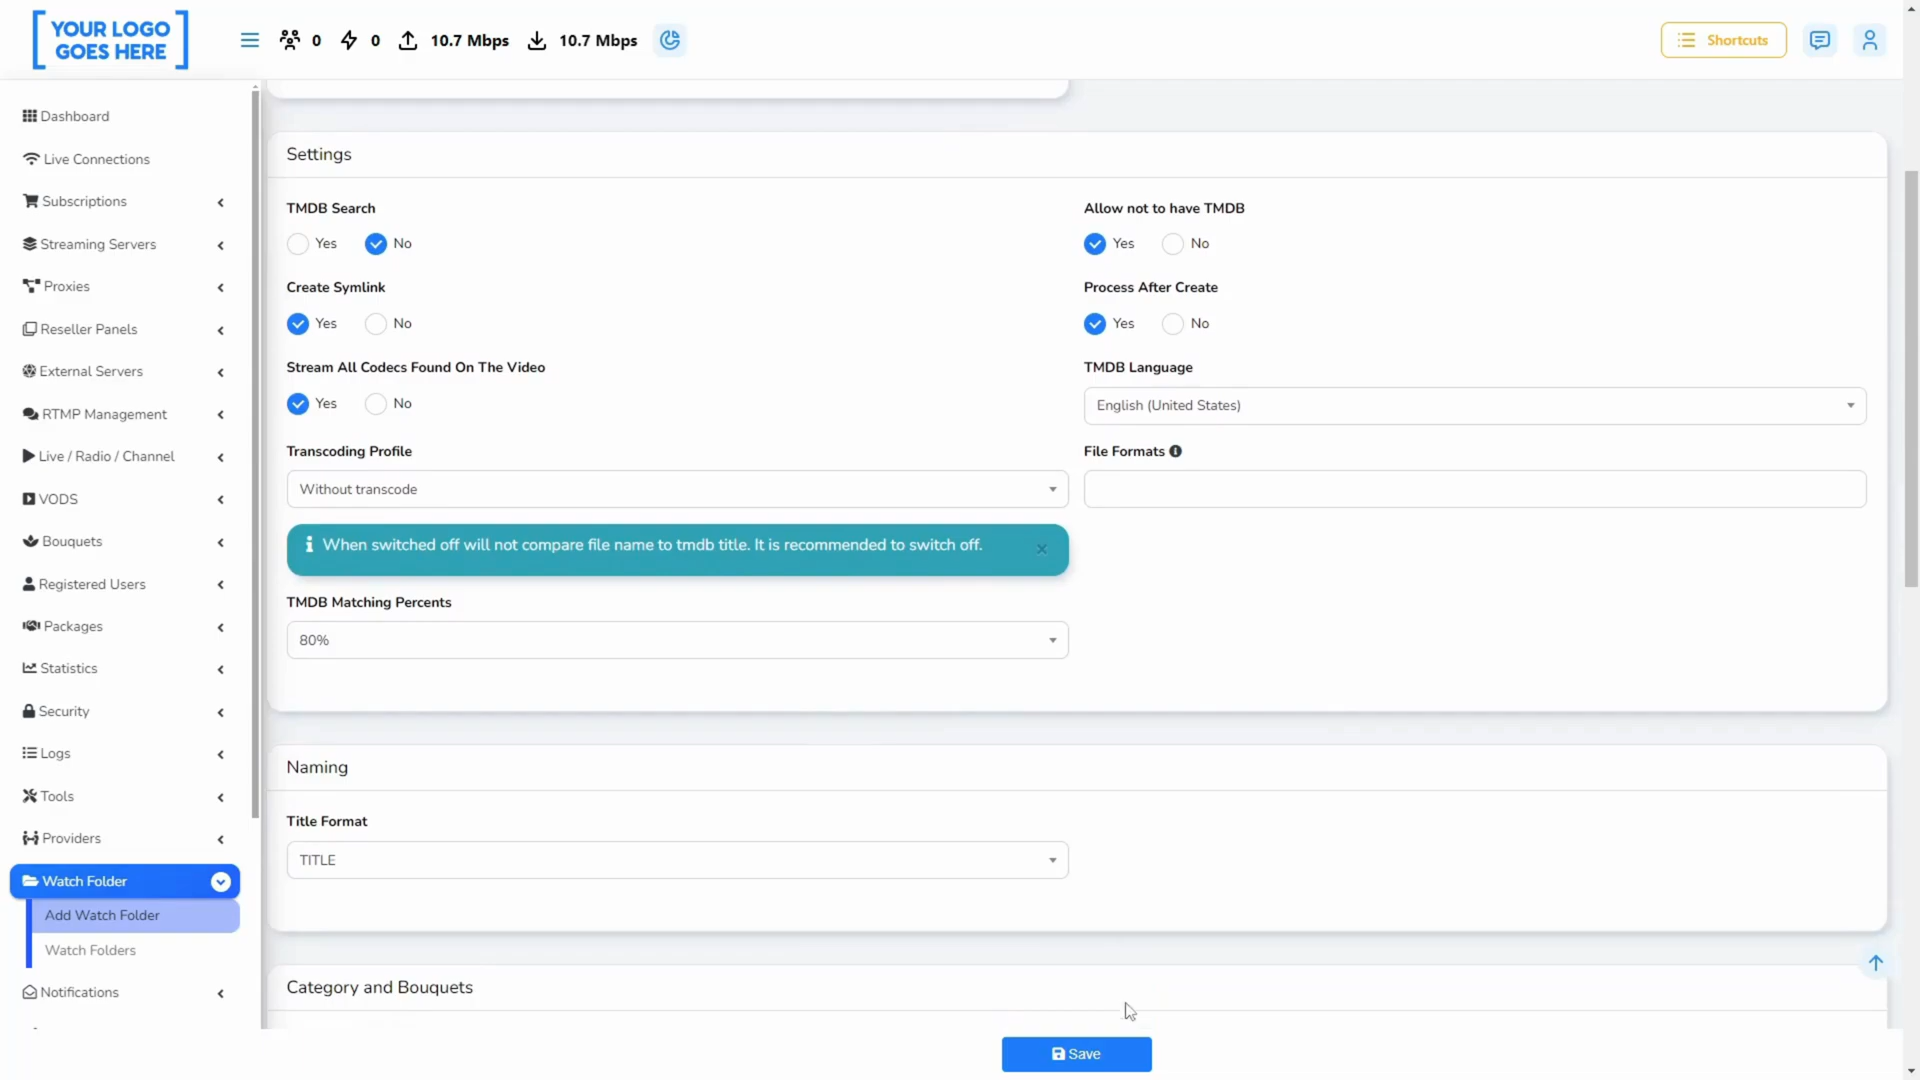 YOUR LOGO
GOES HERE
0
0
10.7 Mbps
10.7 Mbps
Shortcuts
Dashboard
Live Connections
Subscriptions
Streaming Servers
Proxies
Reseller Panels
External Servers
RTMP Management
Live / Radio / Channel
VODS
Bouquets
Registered Users
Packages
Statistics
Security
Logs
Tools
Providers
Watch Folder
Add Watch Folder
Watch Folders
Notifications
Settings
TMDB Search
Yes No
Allow not to have TMDB
Yes No
Create Symlink
Yes No
Process After Create
Yes No
Stream All Codecs Found On The Video
Yes No
TMDB Language
English (United States)
Transcoding Profile
Without transcode
File Formats
When switched off will not compare file name to tmdb title. It is recommended to switch off.
TMDB Matching Percents
80%
Naming
Title Format
TITLE
Category and Bouquets
Save